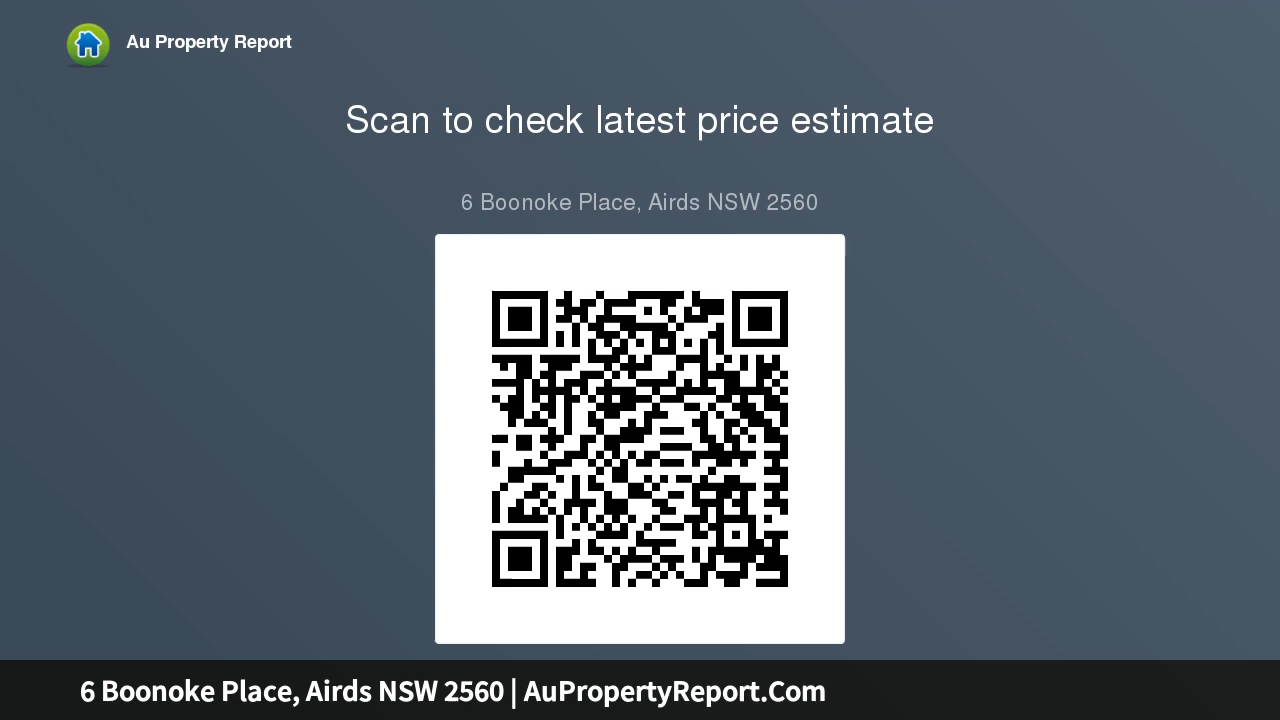 Au Property Report
Scan to check latest price estimate
6 Boonoke Place, Airds NSW 2560
6 Boonoke Place, Airds NSW 2560 | AuPropertyReport.Com